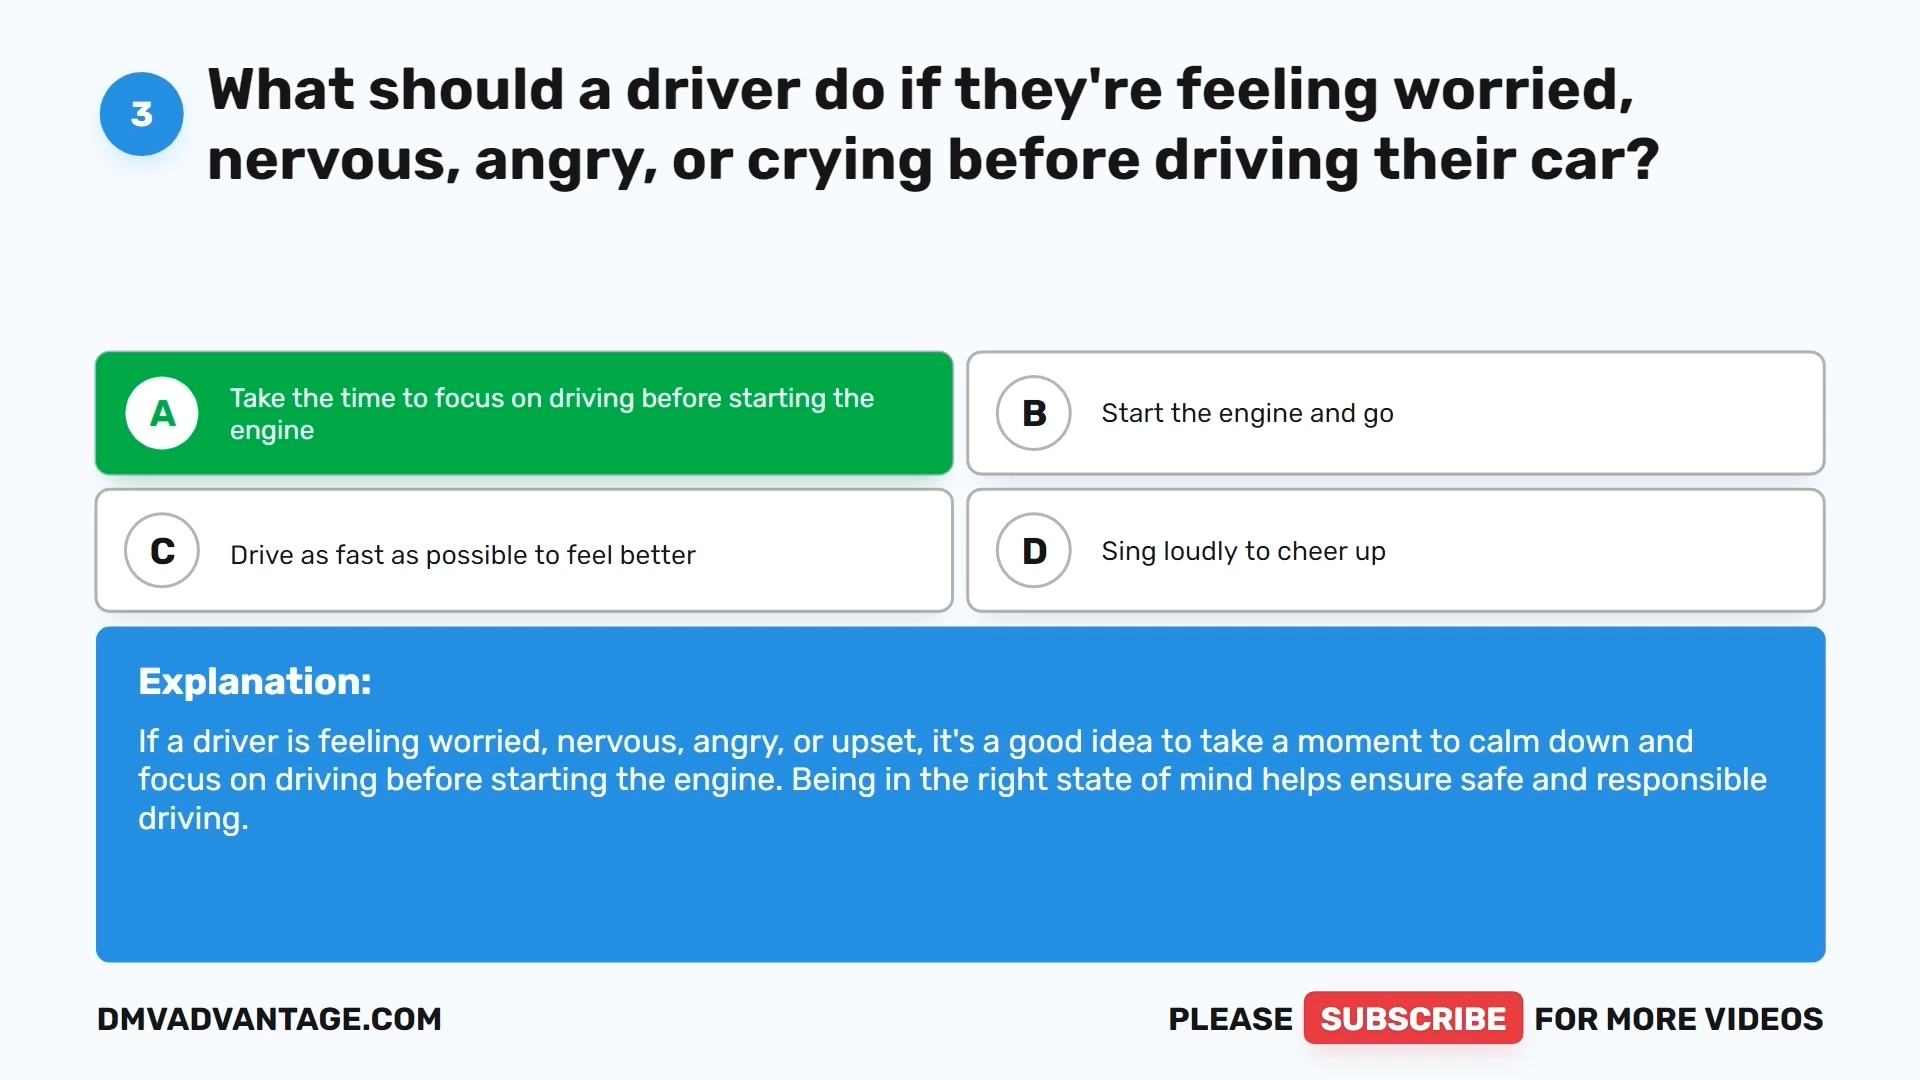 3
What should a driver do if they're feeling worried,
nervous, angry, or crying before driving their car?
A
Take the time to focus on driving before starting the
engine
B
Start the engine and go
C
Drive as fast as possible to feel better
D
Sing loudly to cheer up
Explanation:
If a driver is feeling worried, nervous, angry, or upset, it's a good idea to take a moment to calm down and
focus on driving before starting the engine. Being in the right state of mind helps ensure safe and responsible
driving.
DMVADVANTAGE.COM
PLEASE SUBSCRIBE FOR MORE VIDEOS